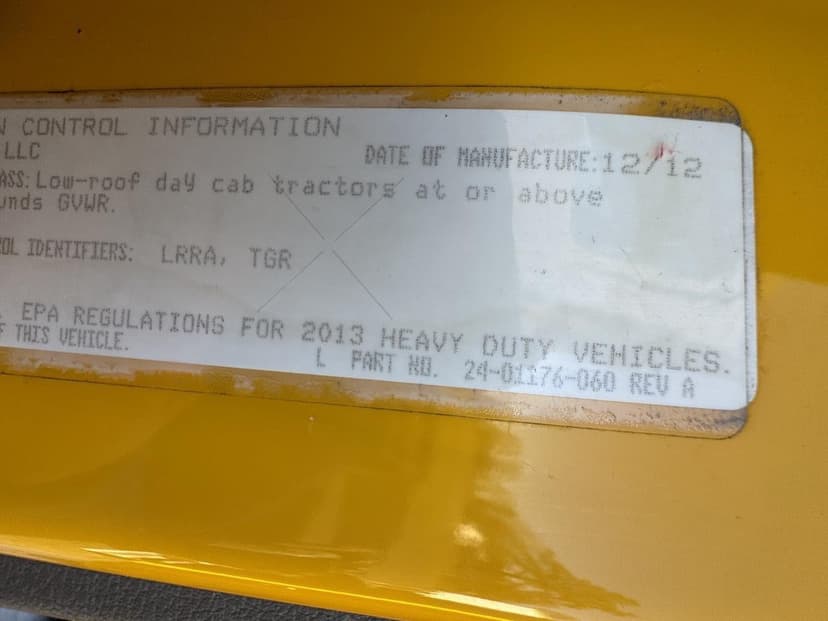 N CONTROL INFORMATION
LLC
DATE OF MANUFACTURE:12/12
ASS: Low-roof day cab tractors at or above
unds GVWR.
ROL IDENTIFIERS: LRRA, TGR
EPA REGULATIONS FOR 2013 HEAVY DUTY VEHICLES.
F THIS VEHICLE.
L PART NO. 24-01176-060 REV A